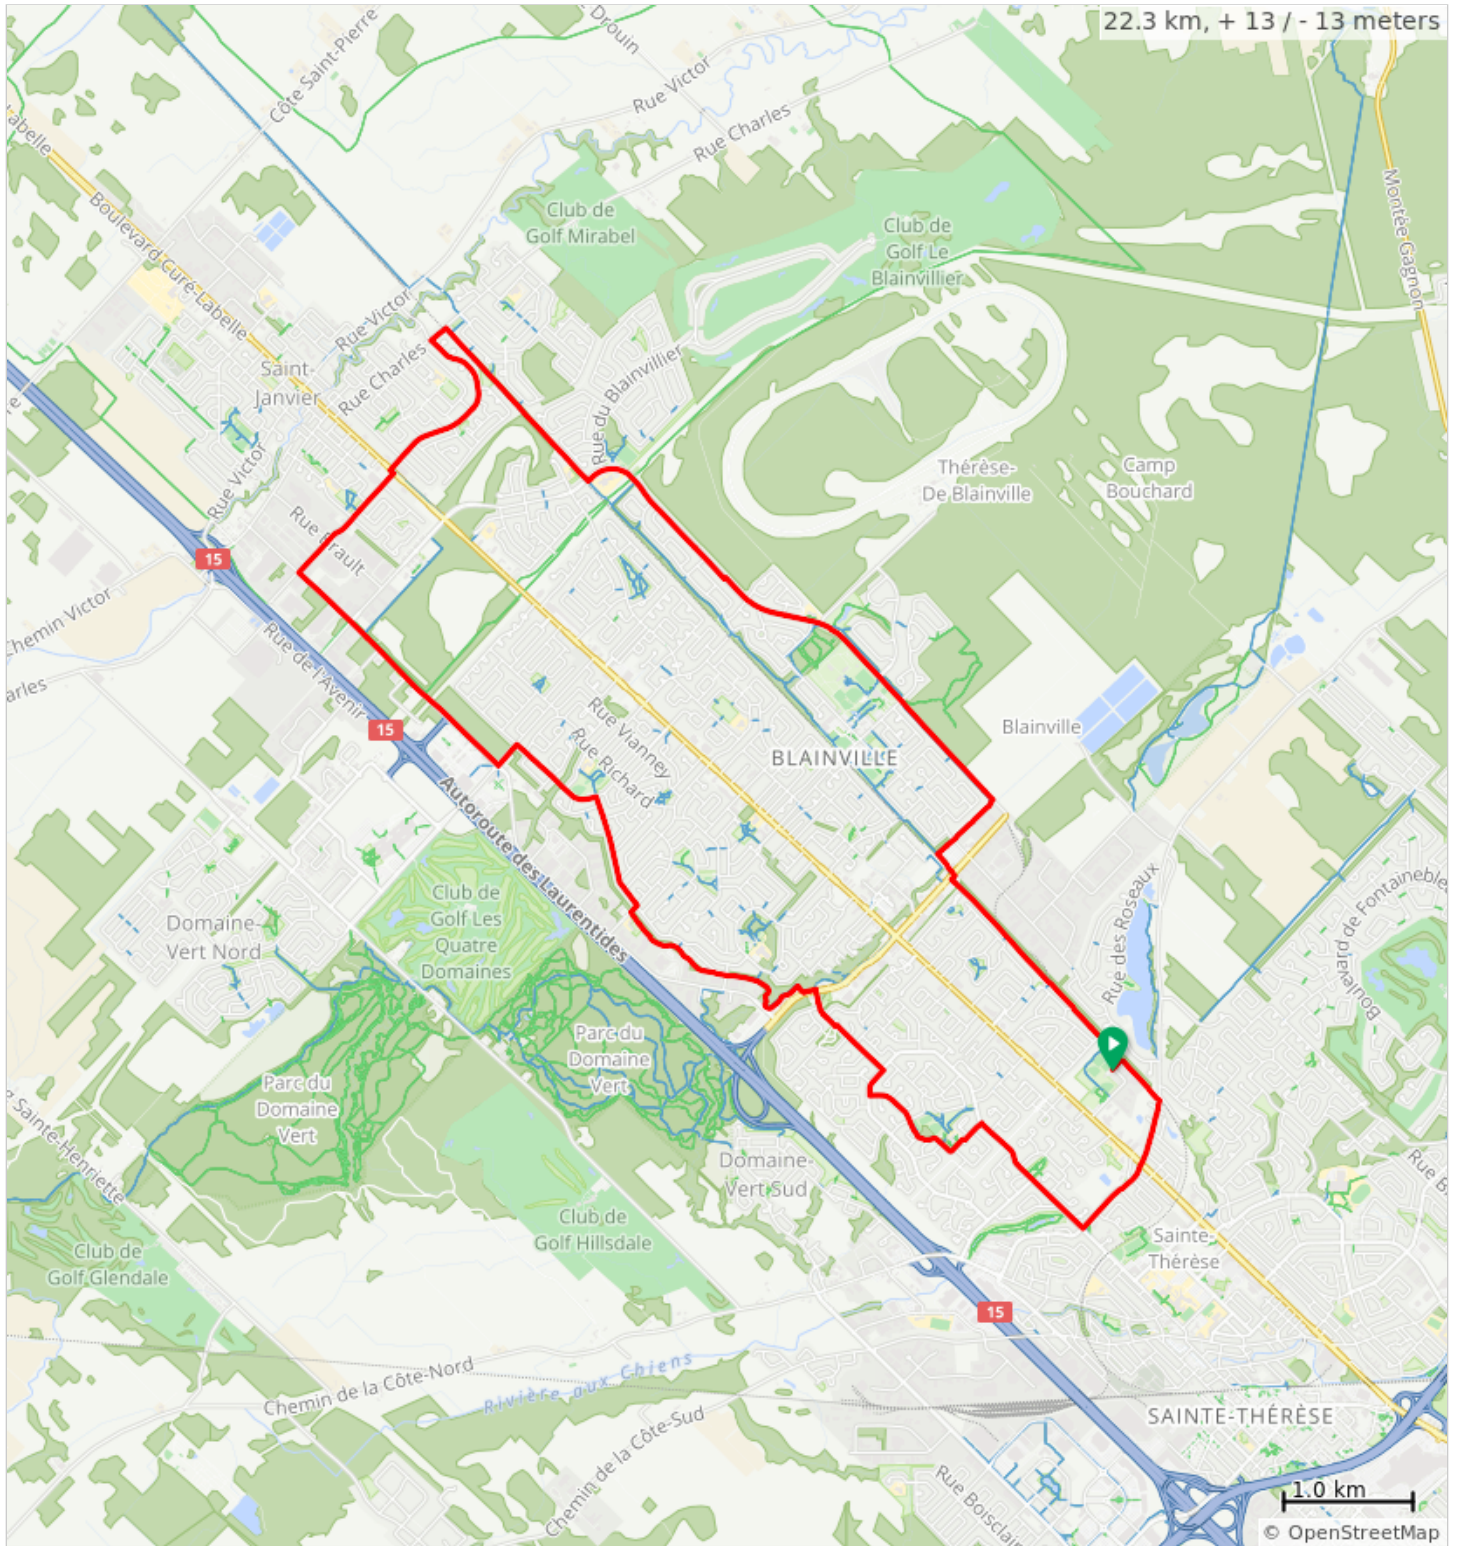 22.3 km, + 13 / - 13 meters
Drouin
Côte Saint-Pierre
Rue Victor
Rue Charles
Labelle
Montée Gagnon
Boulevard Curé-Labelle
Club de
Golf Mirabel
Club de
Golf Le
Blainvillier
Rue Victor
Saint-
Janvier
Rue Charles
Rue du Blainvillier
Rue Victor
Thérèse-
De Blainville
Camp
Bouchard
Rue Brault
15
Chemin Victor
Rue de l'Avenir
arles
15
Rue Vianney
Rue Richard
Blainville
BLAINVILLE
Autoroute des Laurentides
Club de
Golf Les
Quatre
Domaines
Domaine-
Vert Nord
Rue des Roseaux
Boulevard de Fontaineble
Parc du
Domaine
Vert
Parc du
Domaine
Vert
g Sainte-Henriette
Domaine-
Vert Sud
Rue B
Club de
Golf Hillsdale
Sainte-
Thérèse
Club de
Golf Glendale
15
Rivière aux Chiens
Chemin de la Côte-Nord
Chemin de la Côte-Sud
SAINTE-THÉRÈSE
Rue Boisclair
1.0 km
© OpenStreetMap